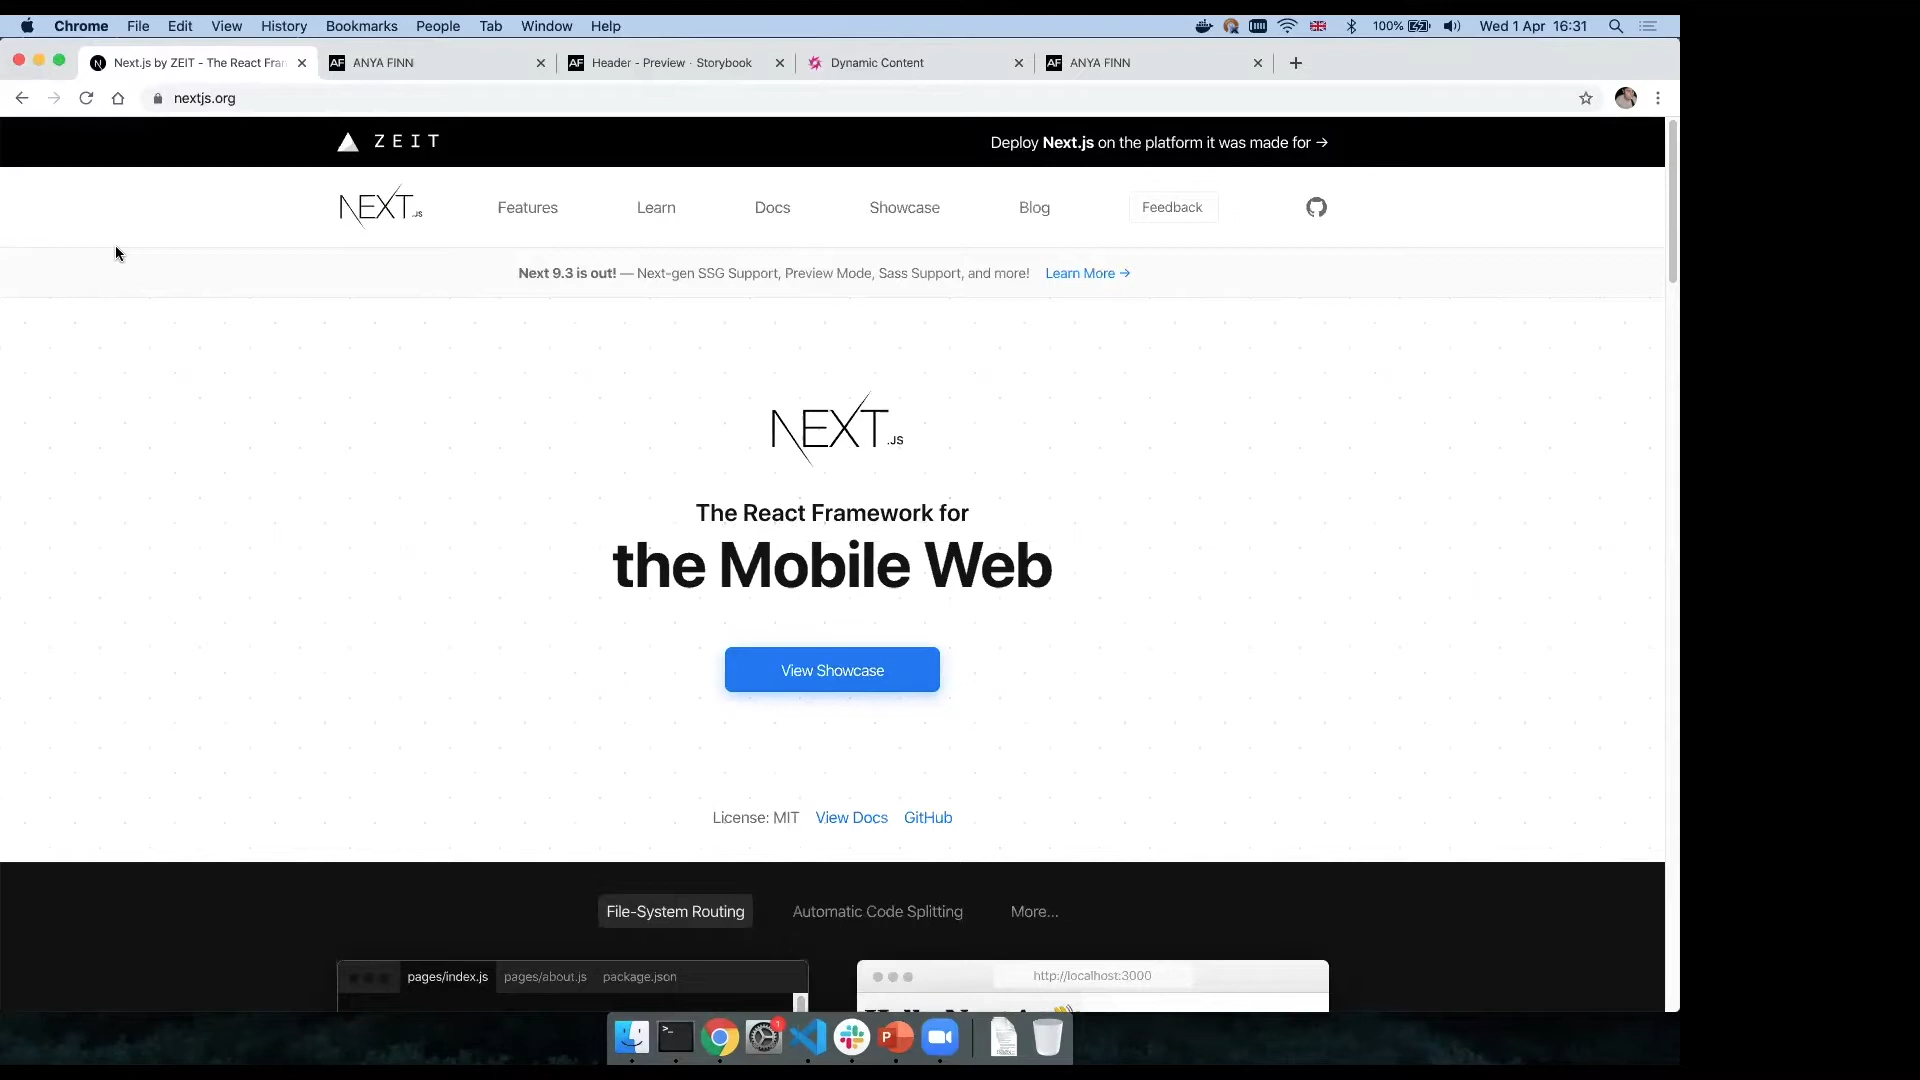 Chrome File Edit View History Bookmarks People Tab Window Help 100% Wed 1 Apr 16:31
Next.js by ZEIT - The React Fran AF ANYA FINN AF Header - Preview · Storybook Dynamic Content AF ANYA FINN
nextjs.org
ZEIT Deploy Next.js on the platform it was made for →
NEXT.JS Features Learn Docs Showcase Blog Feedback
Next 9.3 is out! — Next-gen SSG Support, Preview Mode, Sass Support, and more! Learn More →
NEXT.JS
The React Framework for
the Mobile Web
View Showcase
License: MIT View Docs GitHub
File-System Routing Automatic Code Splitting More...
pages/index.js pages/about.js package.json http://localhost:3000